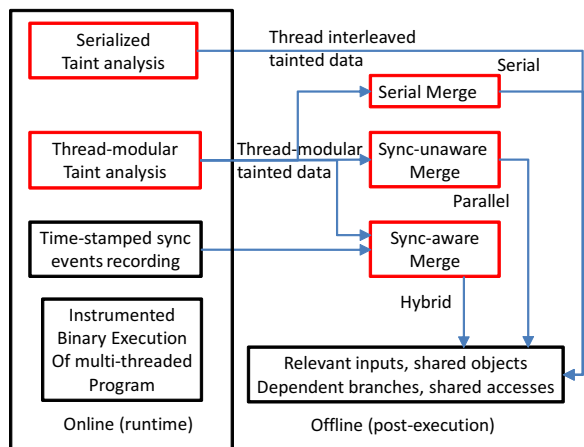 Serialized
Taint analysis
Thread interleaved
tainted data
Serial
Serial Merge
Thread-modular
Taint analysis
Thread-modular
tainted data
Sync-unaware
Merge
Parallel
Time-stamped sync
events recording
Sync-aware
Merge
Hybrid
Instrumented
Binary Execution
Of multi-threaded
Program
Relevant inputs, shared objects
Dependent branches, shared accesses
Online (runtime)
Offline (post-execution)